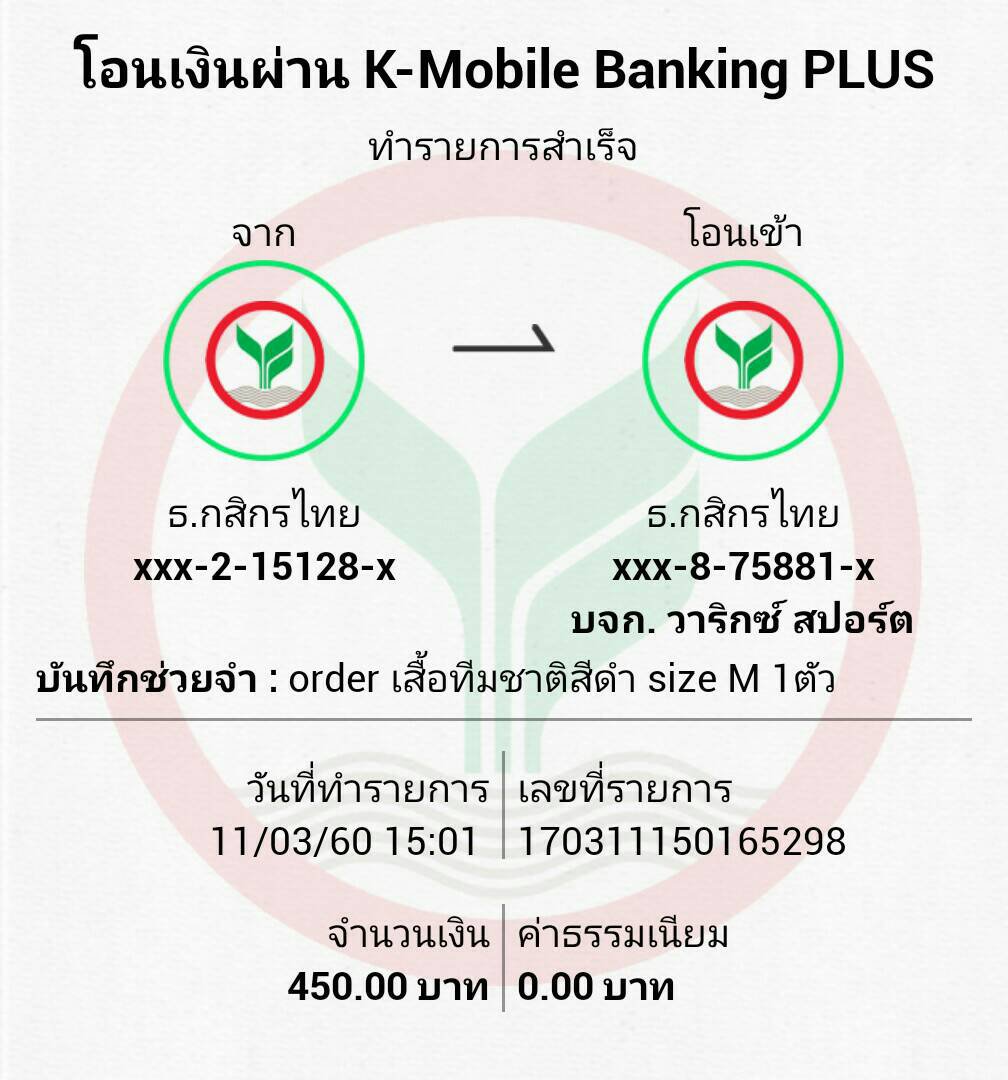 โอนเงินผ่าน K-Mobile Banking PLUS
ทำรายการสำเร็จ
จาก
โอนเข้า
ธ.กสิกรไทย
xxx-2-15128-x
ธ.กสิกรไทย
xxx-8-75881-x
บจก. วาริกซ์ สปอร์ต
บันทึกช่วยจำ : order เสื้อทีมชาติสีดำ size M 1ตัว
วันที่ทำรายการ
11/03/60 15:01
เลขที่รายการ
170311150165298
จำนวนเงิน
450.00 บาท
ค่าธรรมเนียม
0.00 บาท